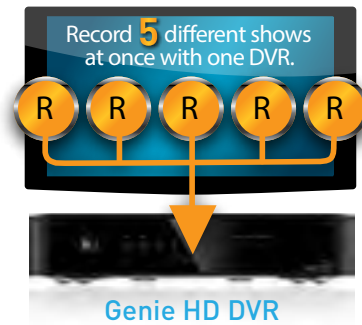 Record 5 different shows
at once with one DVR.
R R R R R
Genie HD DVR